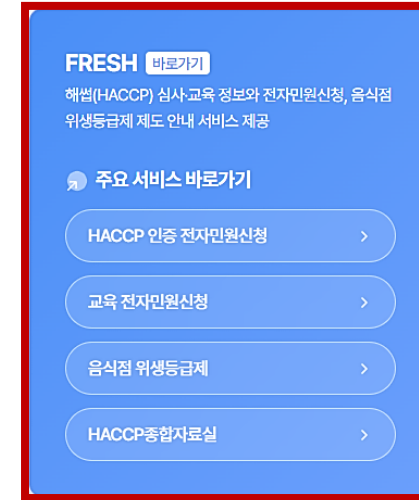 FRESH 바로가기
해썹(HACCP) 심사·교육 정보와 전자민원신청, 음식점
위생등급제 제도 안내 서비스 제공
주요 서비스 바로가기
HACCP 인증 전자민원신청
교육 전자민원신청
음식점 위생등급제
HACCP종합자료실